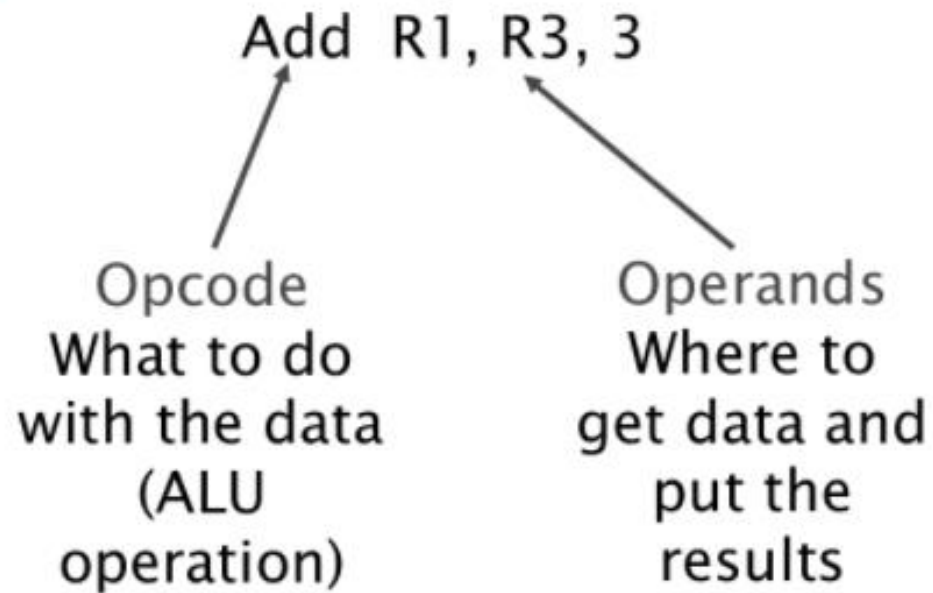 Add R1, R3, 3
Opcode
What to do
with the data
(ALU
operation)
Operands
Where to
get data and
put the
results